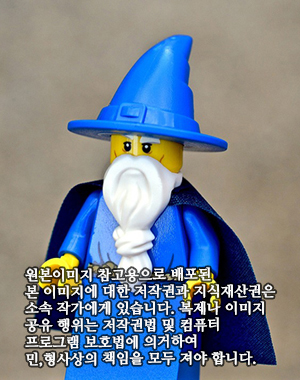 원본이미지 참고용으로 배포된
본 이미지에 대한 저작권과 지식재산권은
소속 작가에게 있습니다. 복제나 이미지
공유 행위는 저작권법 및 컴퓨터
프로그램 보호법에 의거하여
민,형사상의 책임을 모두 져야 합니다.